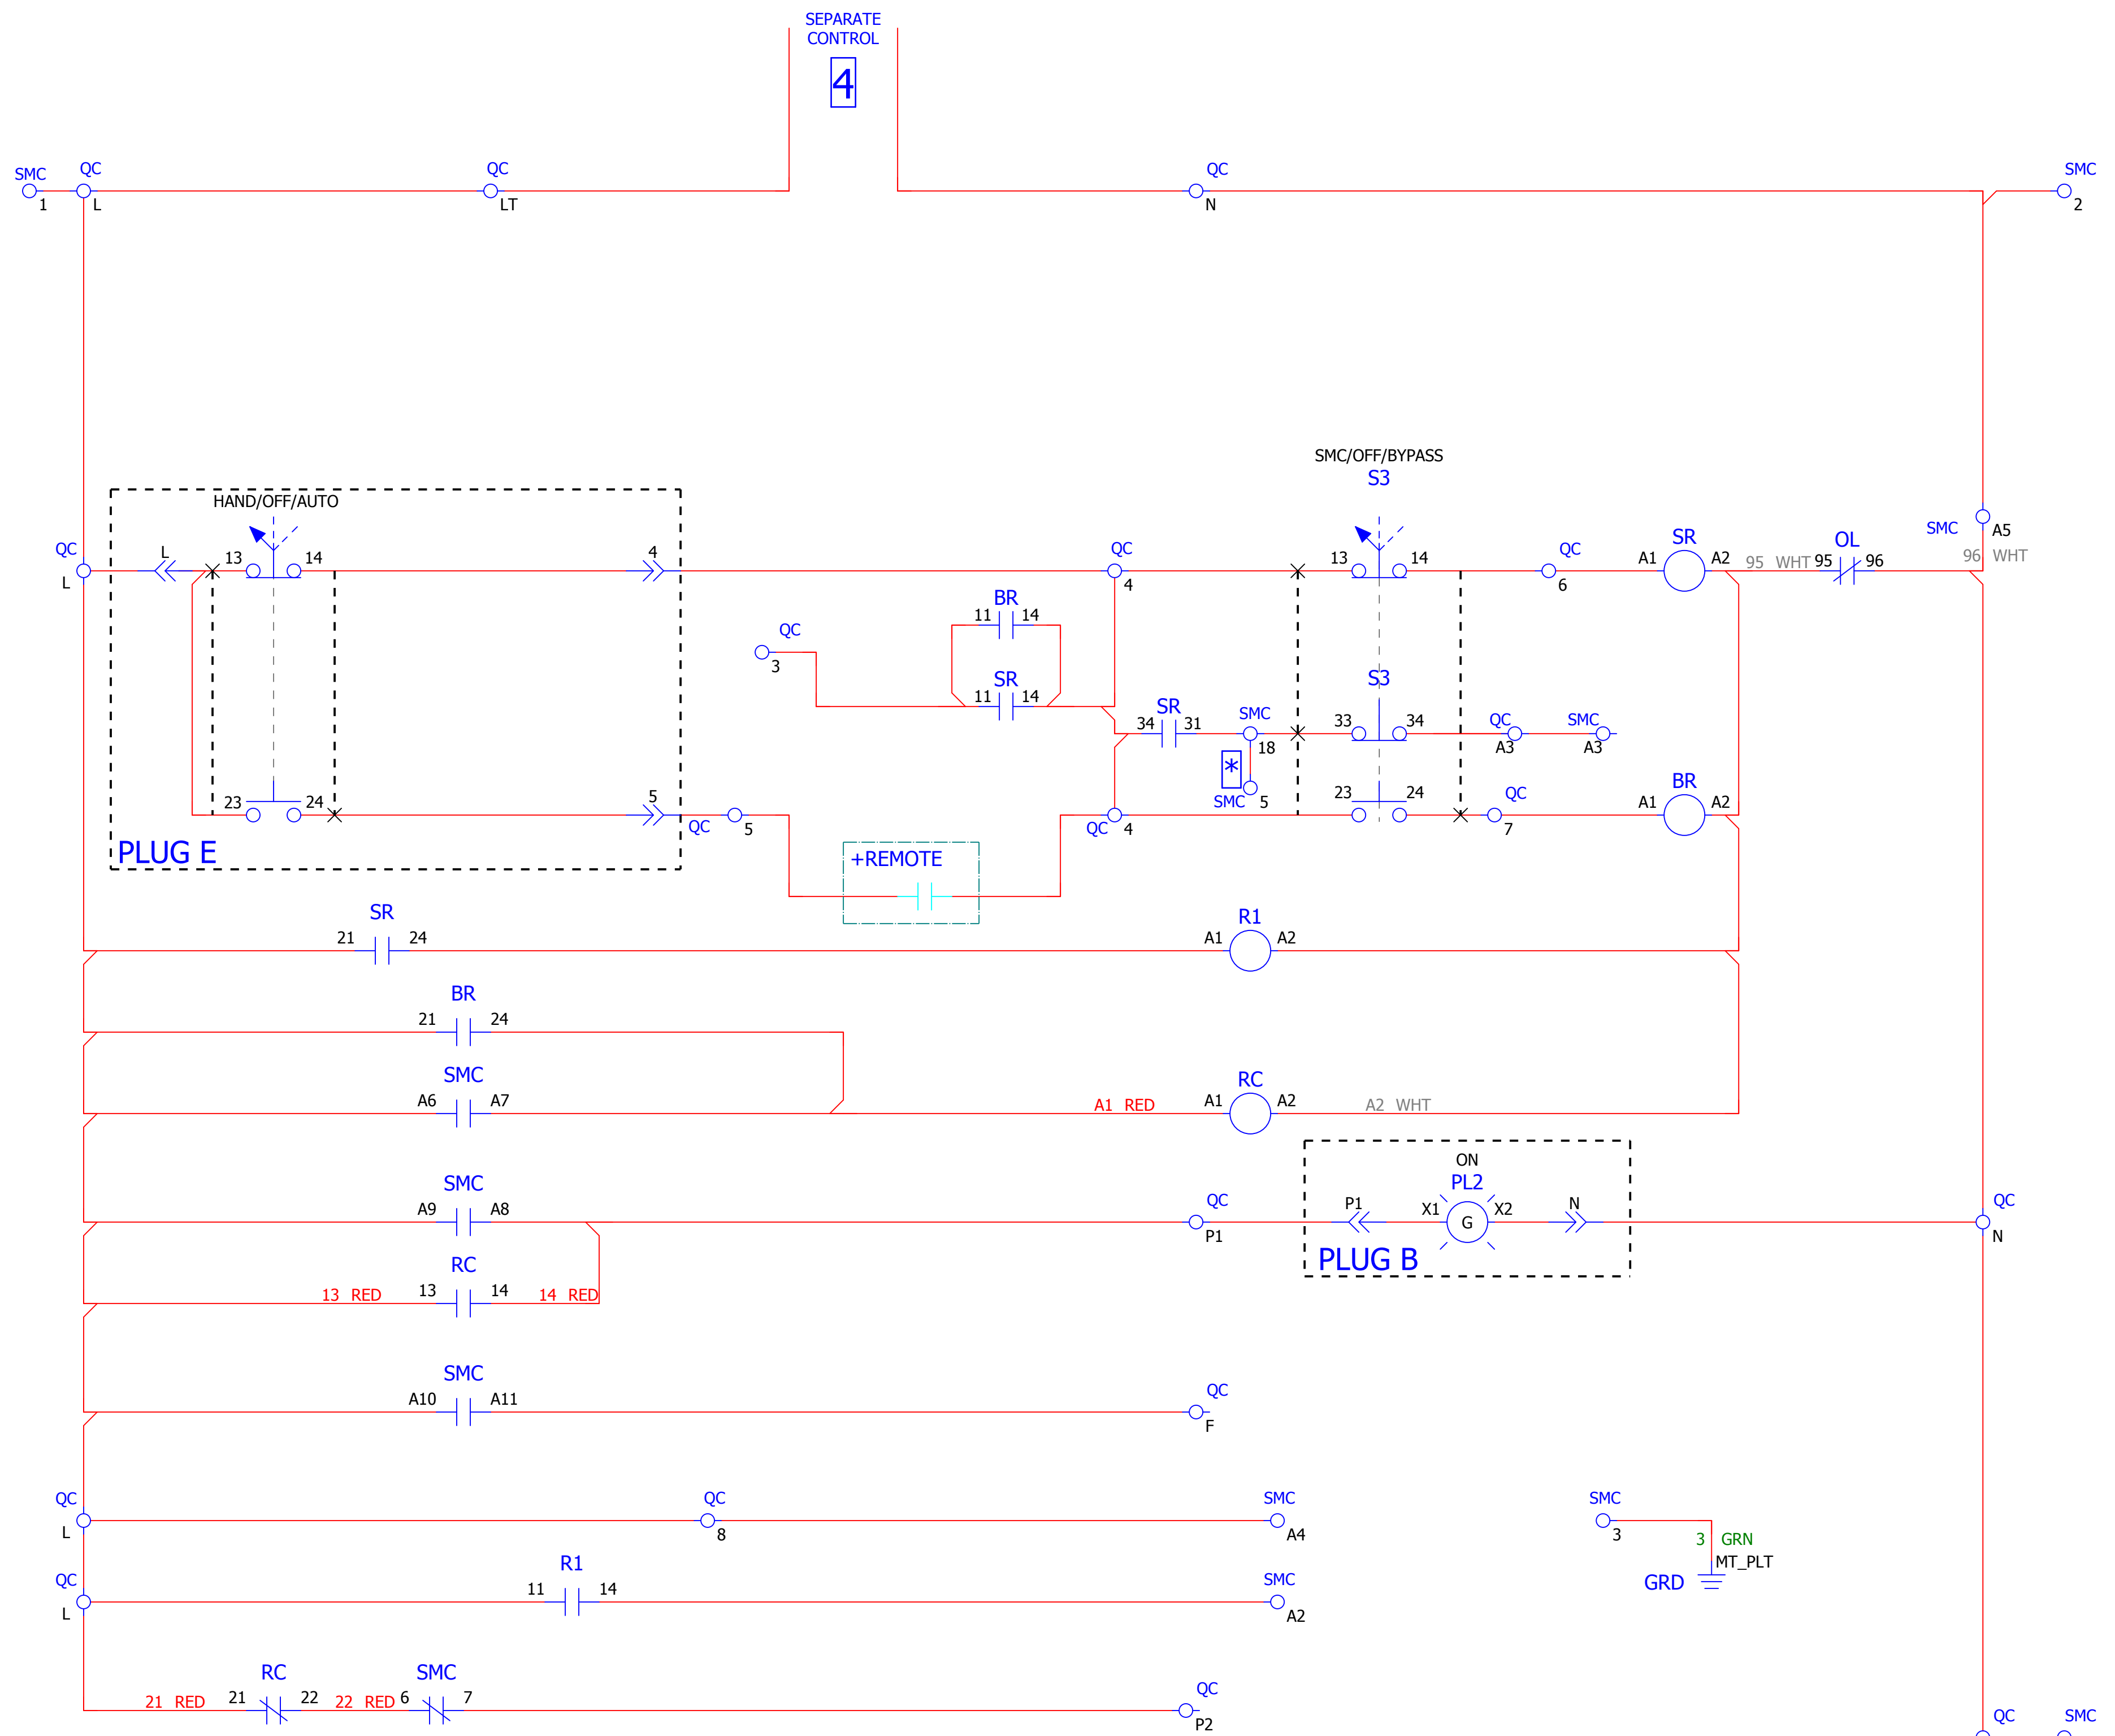 SEPARATE
CONTROL
4
SMC
1
QC
L
QC
LT
QC
N
SMC
2
SMC/OFF/BYPASS
S3
HAND/OFF/AUTO
QC
L
L
13
14
4
QC
4
13
14
QC
6
SR
A1
A2
95 WHT
OL
95
96
SMC
A5
96 WHT
BR
11
14
QC
3
SR
11
14
SR
34
31
SMC
18
S3
33
34
QC
A3
SMC
A3
*
SMC 5
23
24
5
QC
5
QC
4
23
24
QC
7
BR
A1
A2
PLUG E
+REMOTE
SR
21
24
R1
A1
A2
BR
21
24
SMC
A6
A7
A1 RED
RC
A1
A2
A2 WHT
ON
PL2
SMC
A9
A8
QC
P1
P1
X1
G
X2
N
PLUG B
QC
N
RC
13 RED
13
14
14 RED
SMC
A10
A11
QC
F
QC
L
QC
8
SMC
A4
SMC
3
3 GRN
MT_PLT
GRD
QC
L
R1
11
14
SMC
A2
RC
21 RED
21
22
22 RED
SMC
6
7
QC
P2
QC
SMC